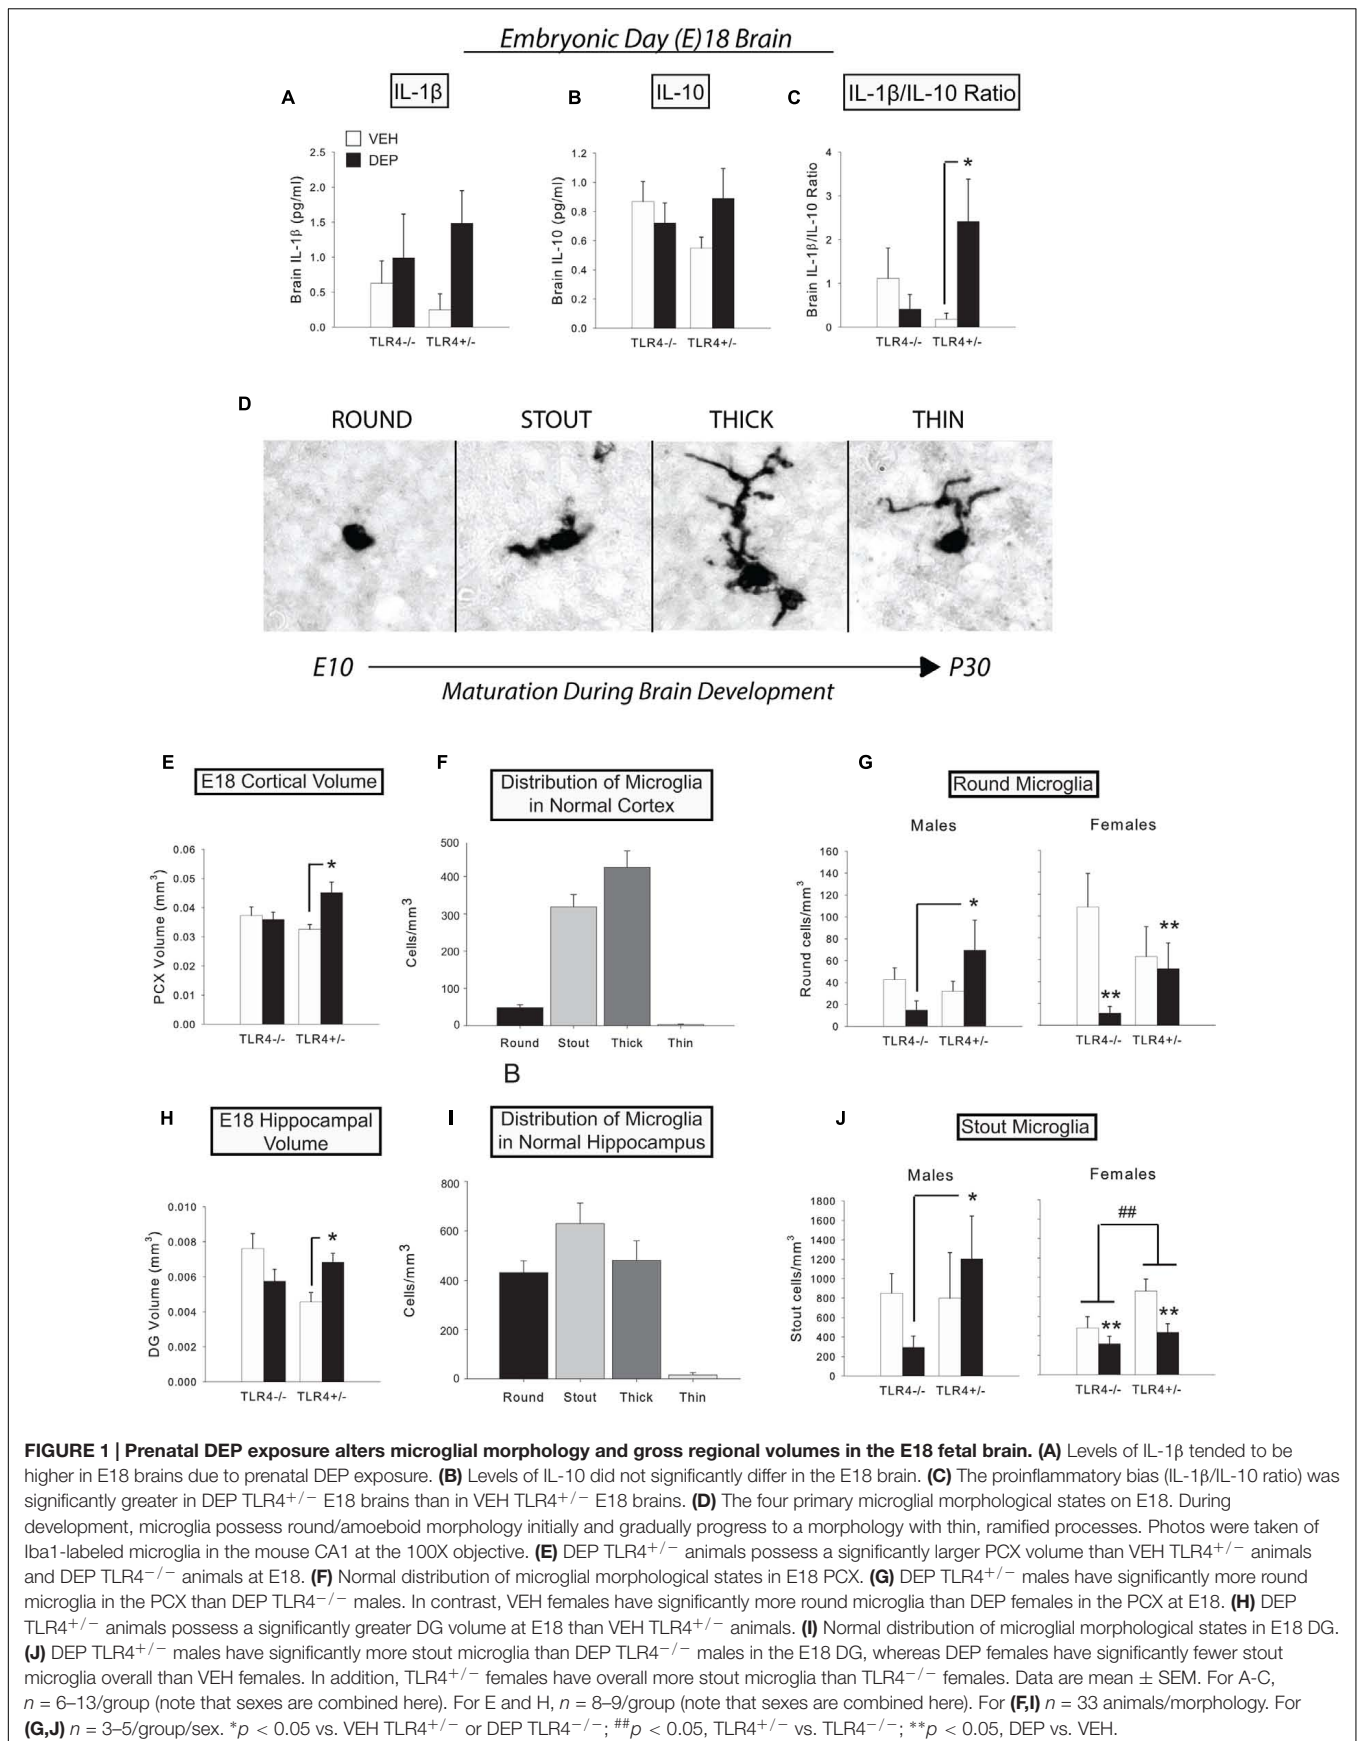 Embryonic Day (E)18 Brain
A
IL-1β
B
IL-10
C
IL-1β/IL-10 Ratio
VEH
DEP
Brain IL-1β (pg/ml)
2.5
2.0
1.5
1.0
0.5
0.0
TLR4-/- TLR4+/-
Brain IL-10 (pg/ml)
1.2
1.0
0.8
0.6
0.4
0.2
0.0
TLR4-/- TLR4+/-
Brain IL-1β/IL-10 Ratio
4
3
2
1
0
*
TLR4-/- TLR4+/-
D
ROUND STOUT THICK THIN
E10 P30
Maturation During Brain Development
E
E18 Cortical Volume
PCX Volume (mm³)
0.06
0.05
0.04
0.03
0.02
0.01
0.00
*
TLR4-/- TLR4+/-
F
Distribution of Microglia
in Normal Cortex
Cells/mm³
500
400
300
200
100
0
Round Stout Thick Thin
B
G
Round Microglia
Males Females
Round cells/mm³
160
140
120
100
80
60
40
20
0
*
** **
TLR4-/- TLR4+/- TLR4-/- TLR4+/-
H
E18 Hippocampal
Volume
DG Volume (mm³)
0.010
0.008
0.006
0.004
0.002
0.000
*
TLR4-/- TLR4+/-
I
Distribution of Microglia
in Normal Hippocampus
Cells/mm³
800
600
400
200
0
Round Stout Thick Thin
J
Stout Microglia
Males Females
Stout cells/mm³
1800
1600
1400
1200
1000
800
600
400
200
0
*
##
** **
TLR4-/- TLR4+/- TLR4-/- TLR4+/-
FIGURE 1 | Prenatal DEP exposure alters microglial morphology and gross regional volumes in the E18 fetal brain. (A) Levels of IL-1β tended to be
higher in E18 brains due to prenatal DEP exposure. (B) Levels of IL-10 did not significantly differ in the E18 brain. (C) The proinflammatory bias (IL-1β/IL-10 ratio) was
significantly greater in DEP TLR4+/− E18 brains than in VEH TLR4+/− E18 brains. (D) The four primary microglial morphological states on E18. During
development, microglia possess round/amoeboid morphology initially and gradually progress to a morphology with thin, ramified processes. Photos were taken of
Iba1-labeled microglia in the mouse CA1 at the 100X objective. (E) DEP TLR4+/− animals possess a significantly larger PCX volume than VEH TLR4+/− animals
and DEP TLR4−/− animals at E18. (F) Normal distribution of microglial morphological states in E18 PCX. (G) DEP TLR4+/− males have significantly more round
microglia in the PCX than DEP TLR4−/− males. In contrast, VEH females have significantly more round microglia than DEP females in the PCX at E18. (H) DEP
TLR4+/− animals possess a significantly greater DG volume at E18 than VEH TLR4+/− animals. (I) Normal distribution of microglial morphological states in E18 DG.
(J) DEP TLR4+/− males have significantly more stout microglia than DEP TLR4−/− males in the E18 DG, whereas DEP females have significantly fewer stout
microglia overall than VEH females. In addition, TLR4+/− females have overall more stout microglia than TLR4−/− females. Data are mean ± SEM. For A-C,
n = 6–13/group (note that sexes are combined here). For E and H, n = 8–9/group (note that sexes are combined here). For (F,I) n = 33 animals/morphology. For
(G,J) n = 3–5/group/sex. *p < 0.05 vs. VEH TLR4+/− or DEP TLR4−/−; ##p < 0.05, TLR4+/− vs. TLR4−/−; **p < 0.05, DEP vs. VEH.